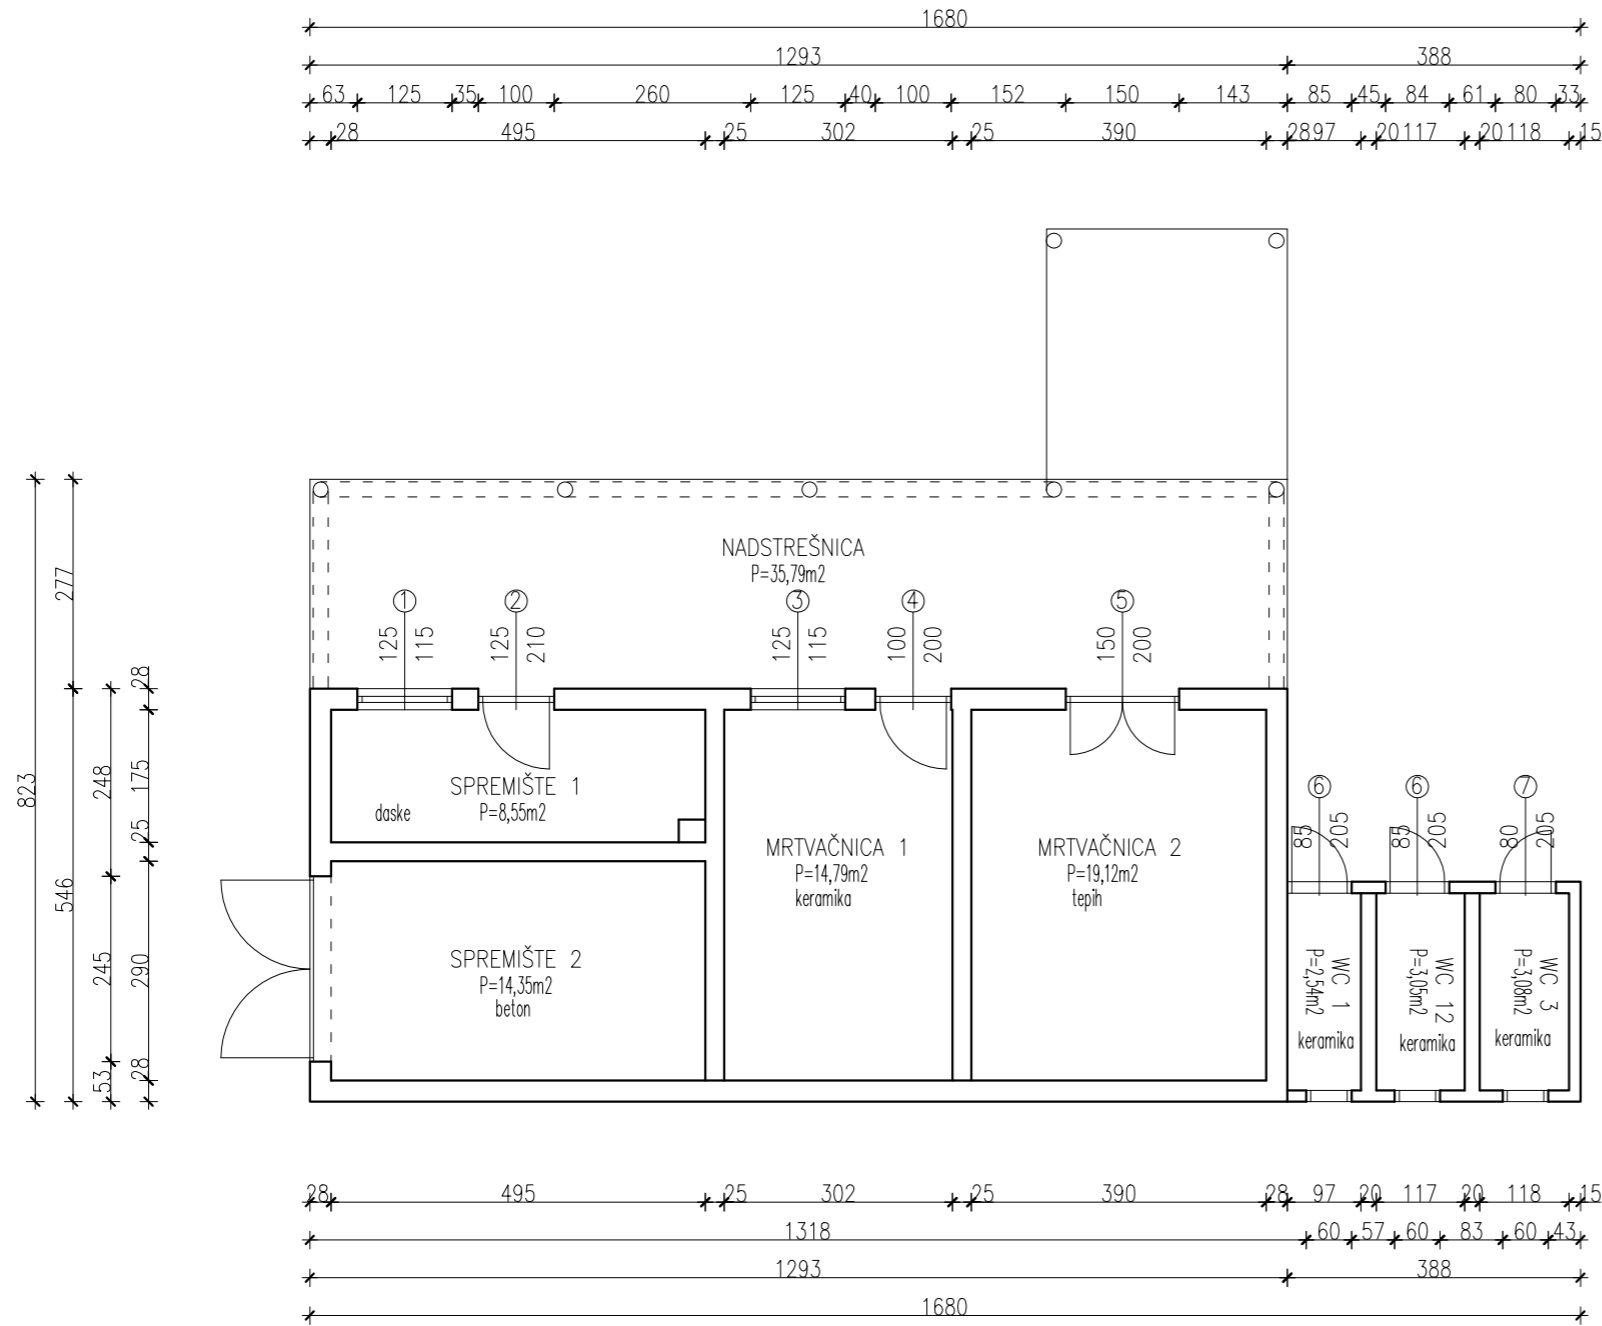 1680
1293 388
63 125 35 100 260 125 40 100 152 150 143 85 45 84 61 80 33
28 495 25 302 25 390 28 97 20 117 20 118 15
NADSTREŠNICA
P=35,79m2
1 2 3 4 5
125 115
125 210
125 115
100 200
150 200
823
277
546
248
245
53
28
175
25
290
28
SPREMIŠTE 1
P=8,55m2
daske
MRTVAČNICA 1
P=14,79m2
keramika
MRTVAČNICA 2
P=19,12m2
tepih
6 6 7
85 205
85 205
80 205
SPREMIŠTE 2
P=14,35m2
beton
WC 1
P=2,54m2
keramika
WC 12
P=3,05m2
keramika
WC 3
P=3,08m2
keramika
28 495 25 302 25 390 28 97 20 117 20 118 15
1318 60 57 60 83 60 43
1293 388
1680